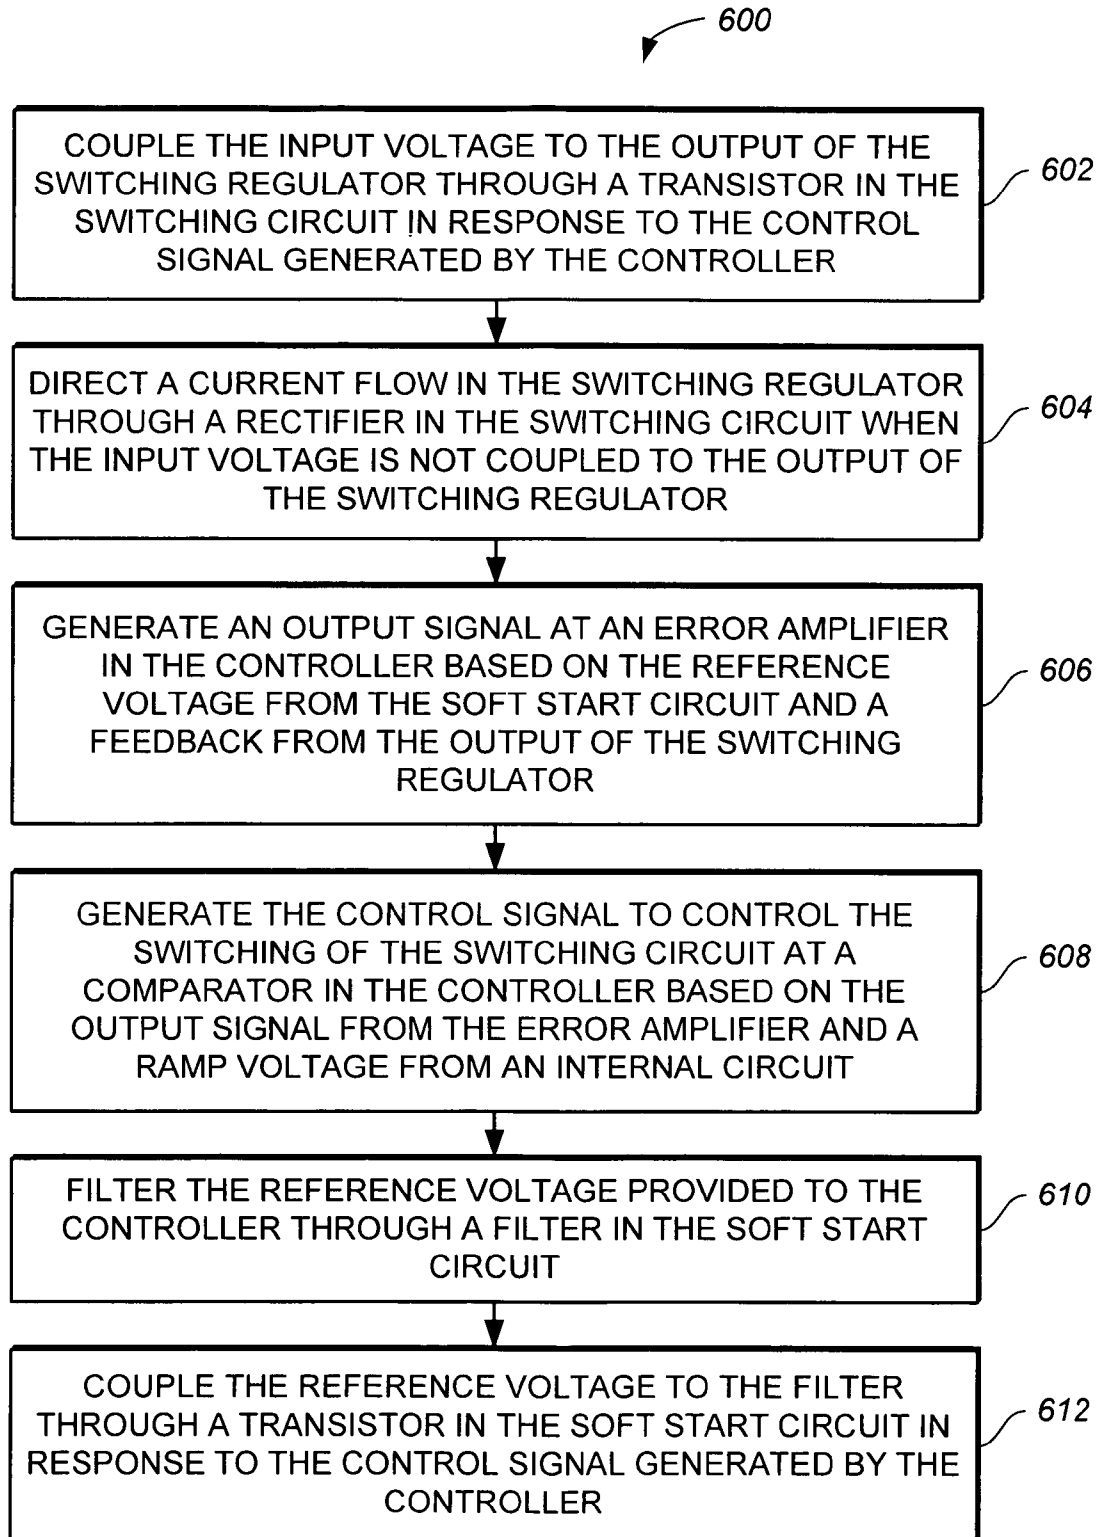 600
COUPLE THE INPUT VOLTAGE TO THE OUTPUT OF THE
SWITCHING REGULATOR THROUGH A TRANSISTOR IN THE
SWITCHING CIRCUIT IN RESPONSE TO THE CONTROL
SIGNAL GENERATED BY THE CONTROLLER
602
DIRECT A CURRENT FLOW IN THE SWITCHING REGULATOR
THROUGH A RECTIFIER IN THE SWITCHING CIRCUIT WHEN
THE INPUT VOLTAGE IS NOT COUPLED TO THE OUTPUT OF
THE SWITCHING REGULATOR
604
GENERATE AN OUTPUT SIGNAL AT AN ERROR AMPLIFIER
IN THE CONTROLLER BASED ON THE REFERENCE
VOLTAGE FROM THE SOFT START CIRCUIT AND A
FEEDBACK FROM THE OUTPUT OF THE SWITCHING
REGULATOR
606
GENERATE THE CONTROL SIGNAL TO CONTROL THE
SWITCHING OF THE SWITCHING CIRCUIT AT A
COMPARATOR IN THE CONTROLLER BASED ON THE
OUTPUT SIGNAL FROM THE ERROR AMPLIFIER AND A
RAMP VOLTAGE FROM AN INTERNAL CIRCUIT
608
FILTER THE REFERENCE VOLTAGE PROVIDED TO THE
CONTROLLER THROUGH A FILTER IN THE SOFT START
CIRCUIT
610
COUPLE THE REFERENCE VOLTAGE TO THE FILTER
THROUGH A TRANSISTOR IN THE SOFT START CIRCUIT IN
RESPONSE TO THE CONTROL SIGNAL GENERATED BY THE
CONTROLLER
612